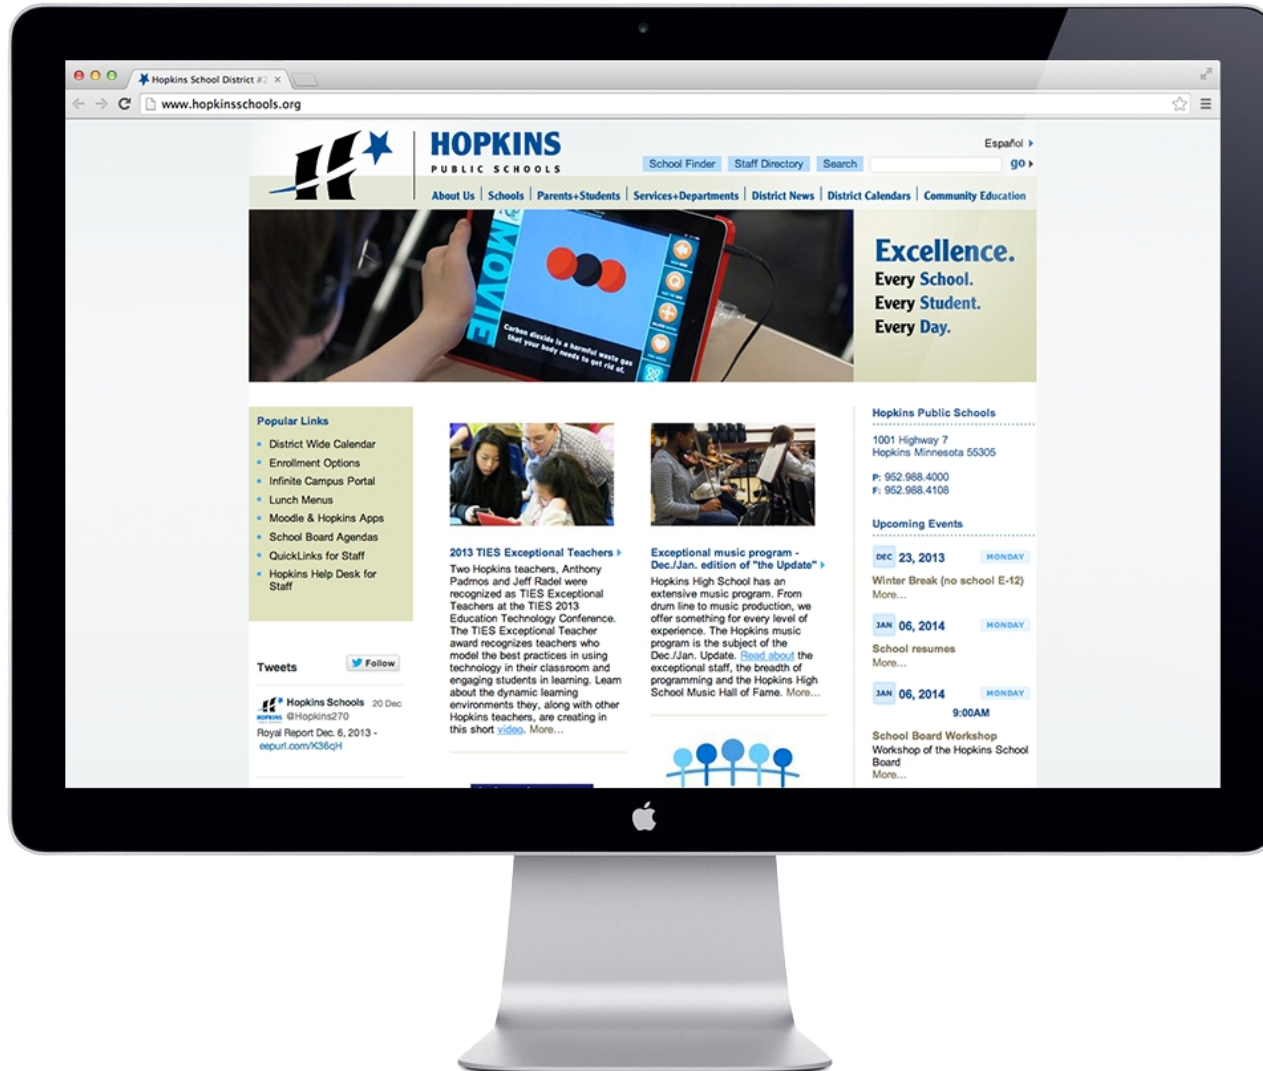 Hopkins School District #2
www.hopkinsschools.org
HOPKINS
PUBLIC SCHOOLS
Español
School Finder
Staff Directory
Search
go
About Us | Schools | Parents+Students | Services+Departments | District News | District Calendars | Community Education
MOVIE
Carbon dioxide is a harmful waste gas
that your body needs to get rid of.
Excellence.
Every School.
Every Student.
Every Day.
Popular Links
District Wide Calendar
Enrollment Options
Infinite Campus Portal
Lunch Menus
Moodle & Hopkins Apps
School Board Agendas
QuickLinks for Staff
Hopkins Help Desk for
Staff
Tweets
Follow
Hopkins Schools 20 Dec
@Hopkins270
Royal Report Dec. 6, 2013 -
eepurl.com/K36qH
2013 TIES Exceptional Teachers
Two Hopkins teachers, Anthony
Padrnos and Jeff Radel were
recognized as TIES Exceptional
Teachers at the TIES 2013
Education Technology Conference.
The TIES Exceptional Teacher
award recognizes teachers who
model the best practices in using
technology in their classroom and
engaging students in learning. Learn
about the dynamic learning
environments they, along with other
Hopkins teachers, are creating in
this short video. More...
Exceptional music program -
Dec./Jan. edition of "the Update"
Hopkins High School has an
extensive music program. From
drum line to music production, we
offer something for every level of
experience. The Hopkins music
program is the subject of the
Dec./Jan. Update. Read about the
exceptional staff, the breadth of
programming and the Hopkins High
School Music Hall of Fame. More...
Hopkins Public Schools
1001 Highway 7
Hopkins Minnesota 55305
P: 952.988.4000
F: 952.988.4108
Upcoming Events
DEC 23, 2013 MONDAY
Winter Break (no school E-12)
More...
JAN 06, 2014 MONDAY
School resumes
More...
JAN 06, 2014 MONDAY
9:00AM
School Board Workshop
Workshop of the Hopkins School
Board
More...